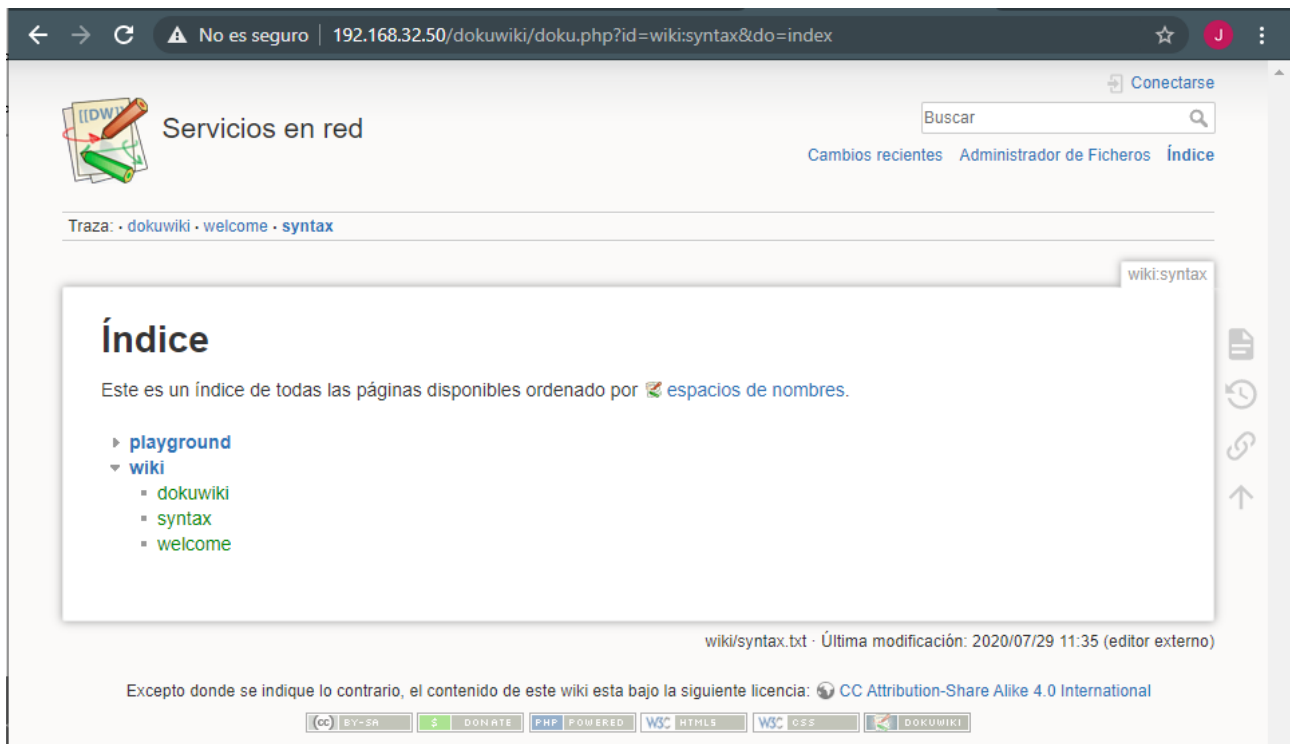 No es seguro | 192.168.32.50/dokuwiki/doku.php?id=wiki:syntax&do=index
J
Conectarse
[[DW]]
Servicios en red
Buscar
Cambios recientes Administrador de Ficheros Índice
Traza: • dokuwiki • welcome • syntax
wiki:syntax
Índice
Este es un índice de todas las páginas disponibles ordenado por espacios de nombres.
playground
wiki
dokuwiki
syntax
welcome
wiki/syntax.txt · Última modificación: 2020/07/29 11:35 (editor externo)
Excepto donde se indique lo contrario, el contenido de este wiki esta bajo la siguiente licencia: CC Attribution-Share Alike 4.0 International
(cc) BY-SA $ DONATE PHP POWERED W3C HTML5 W3C CSS DOKUWIKI